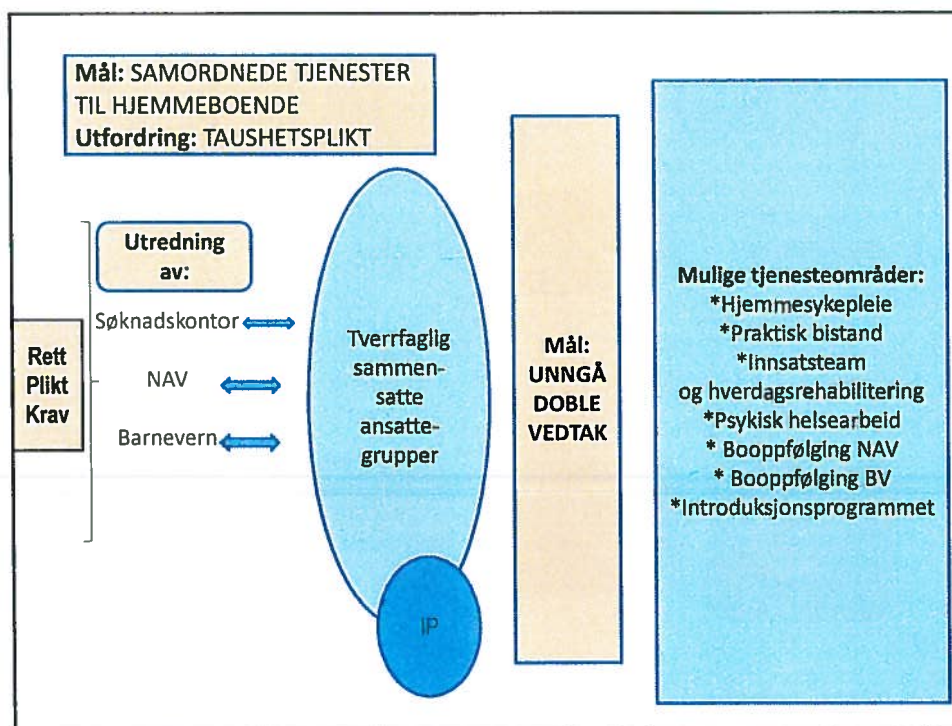 Mål: SAMORDNEDE TJENESTER
TIL HJEMMEBOENDE
Utfordring: TAUSHETSPLIKT
Rett
Plikt
Krav
Utredning
av:
Søknadskontor
NAV
Barnevern
Tverrfaglig
sammen-
satte
ansatte-
grupper
IP
Mål:
UNNGÅ
DOBLE
VEDTAK
Mulige tjenesteområder:
*Hjemmesykepleie
*Praktisk bistand
*Innsatsteam
og hverdagsrehabilitering
*Psykisk helsearbeid
* Booppfølging NAV
* Booppfølging BV
*Introduksjonsprogrammet